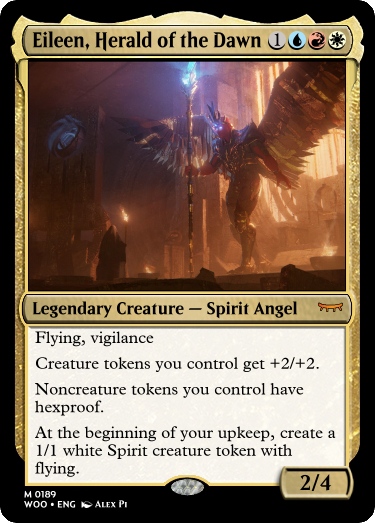 Eileen, Herald of the Dawn 1
Legendary Creature — Spirit Angel
Flying, vigilance
Creature tokens you control get +2/+2.
Noncreature tokens you control have
hexproof.
At the beginning of your upkeep, create a
1/1 white Spirit creature token with
flying.
2/4
M 0189
WOO • ENG Alex Pi